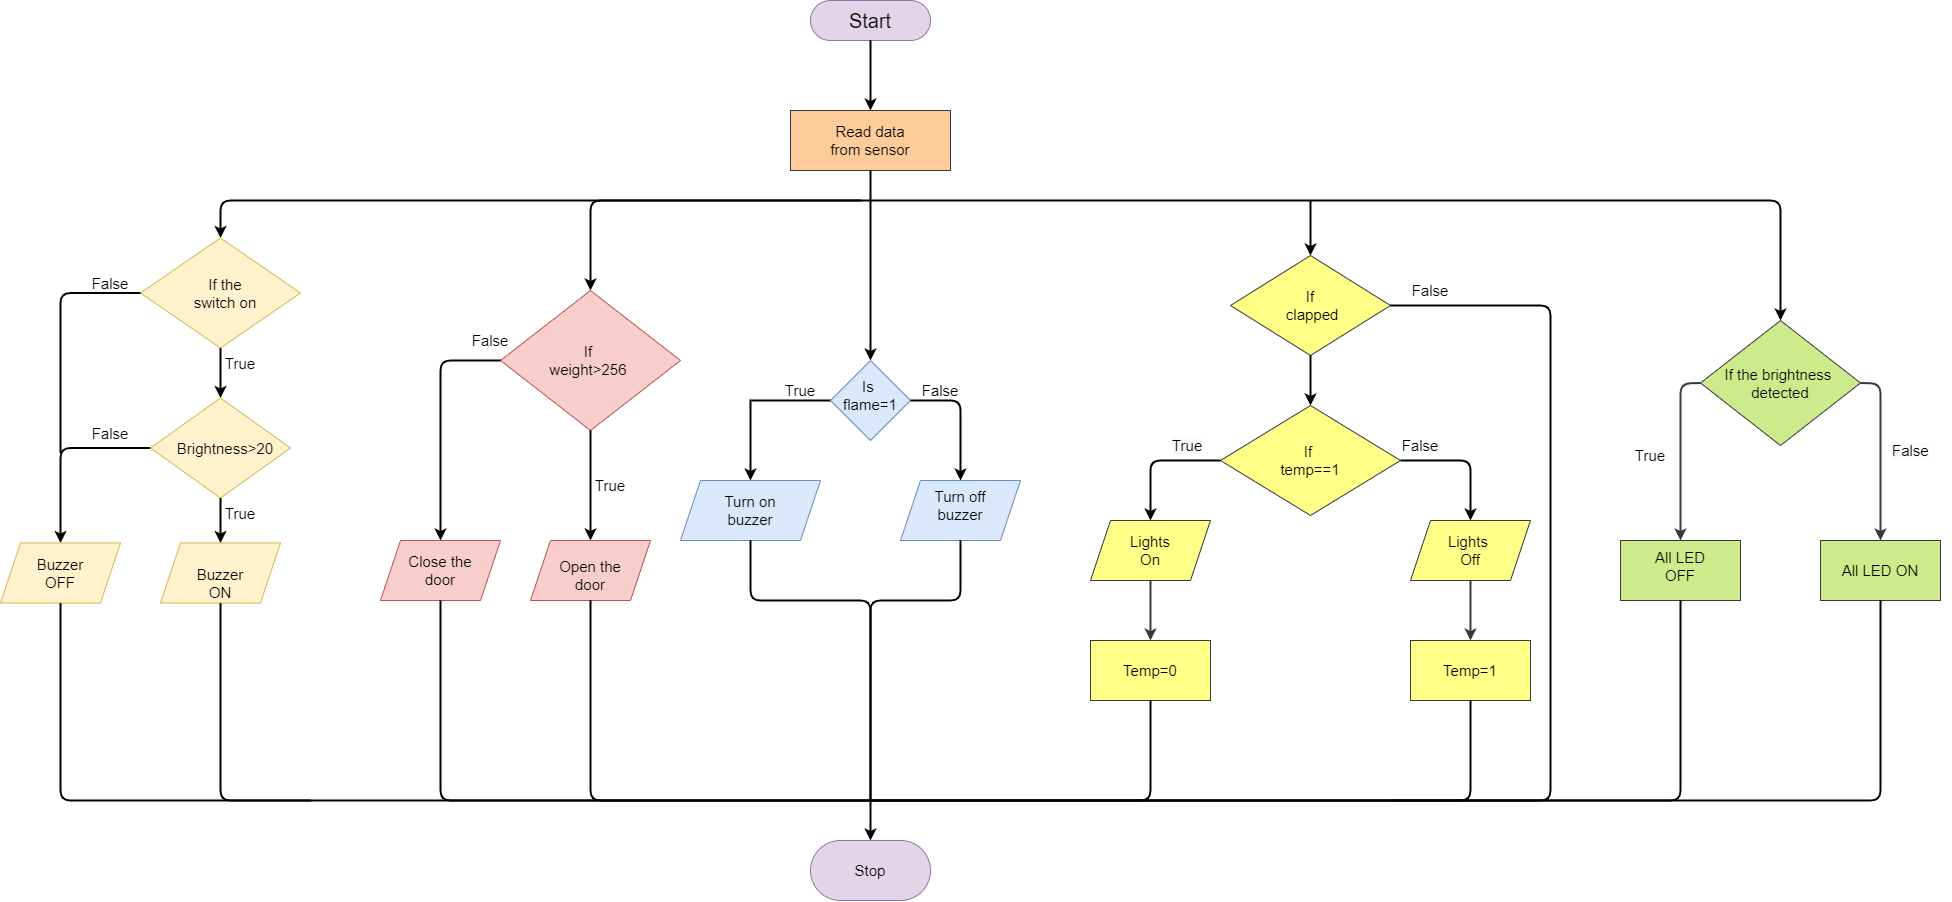 Start
Read data
from sensor
False
If the
switch on
True
False
Brightness>20
True
Buzzer
OFF
Buzzer
ON
False
If
weight>256
True
Close the
door
Open the
door
True
Is
flame=1
False
Turn on
buzzer
Turn off
buzzer
If
clapped
False
True
If
temp==1
False
Lights
On
Lights
Off
Temp=0
Temp=1
If the brightness
detected
True
False
All LED
OFF
All LED ON
Stop